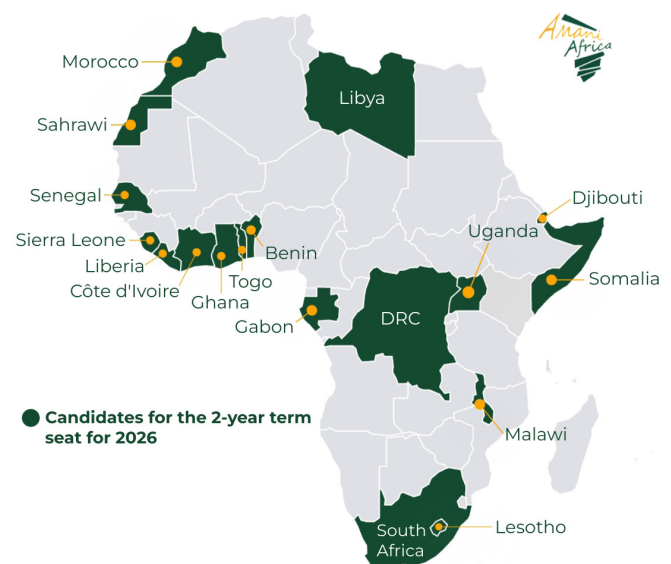 Amani
Africa
Morocco
Libya
Sahrawi
Senegal
Djibouti
Uganda
Sierra Leone
Benin
Liberia
Somalia
Togo
Côte d'Ivoire
Ghana
Gabon
DRC
Candidates for the 2-year term
seat for 2026
Malawi
South
Africa
Lesotho